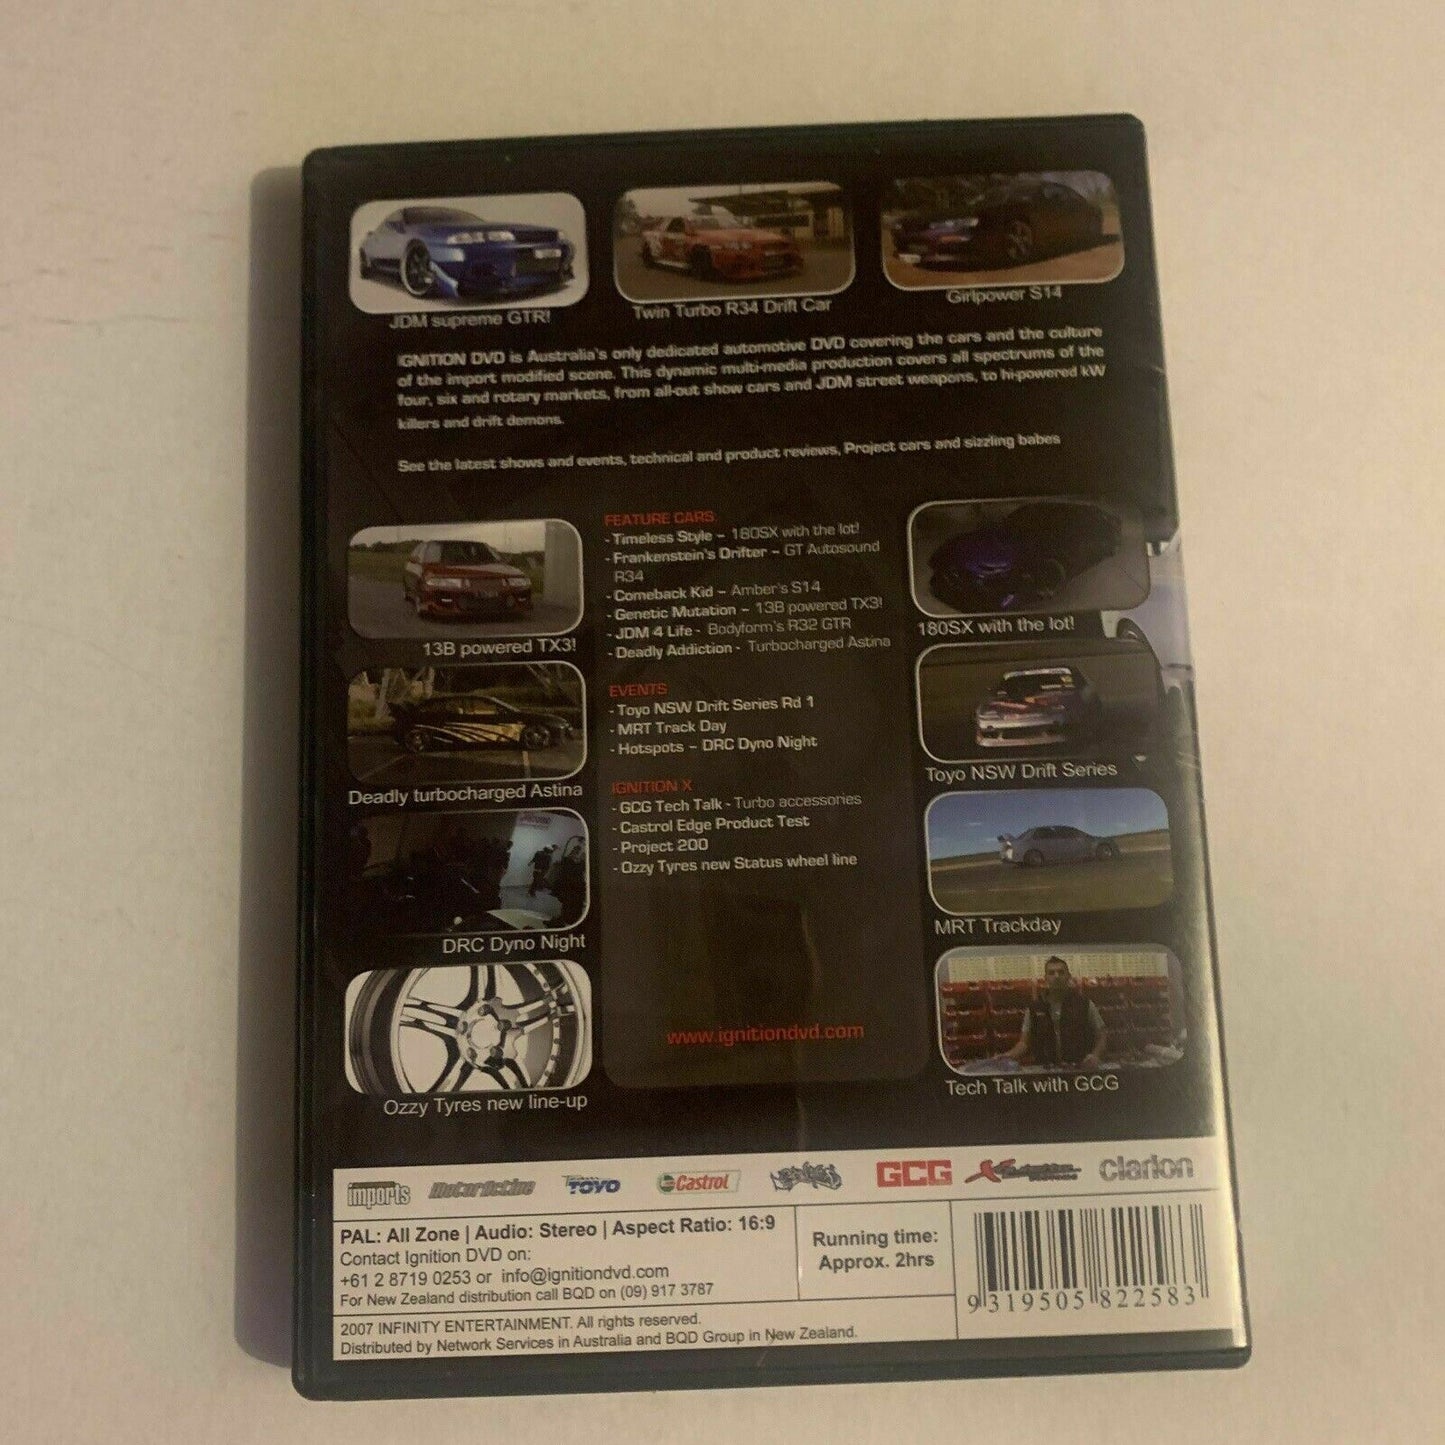 JDM supreme GTR!
Twin Turbo R34 Drift Car
Girlpower S14
IGNITION DVD is Australia's only dedicated automotive DVD covering the cars and the culture
of the import modified scene. This dynamic multi-media production covers all spectrums of the
four, six and rotary markets, from all-out show cars and JDM street weapons, to hi-powered kW
killers and drift demons.
See the latest shows and events, technical and product reviews, Project cars and sizzling babes
FEATURE CARS
- Timeless Style – 180SX with the lot!
- Frankenstein's Drifter – GT Autosound
R34
- Comeback Kid – Amber's S14
- Genetic Mutation – 13B powered TX3!
- JDM 4 Life - Bodyform's R32 GTR
- Deadly Addiction - Turbocharged Astina
EVENTS
- Toyo NSW Drift Series Rd 1
- MRT Track Day
- Hotspots – DRC Dyno Night
IGNITION X
- GCG Tech Talk - Turbo accessories
- Castrol Edge Product Test
- Project 200
- Ozzy Tyres new Status wheel line
www.ignitiondvd.com
13B powered TX3!
Deadly turbocharged Astina
DRC Dyno Night
Ozzy Tyres new line-up
180SX with the lot!
Toyo NSW Drift Series
MRT Trackday
Tech Talk with GCG
imports MotorActive TOYO Castrol GCG clarion
PAL: All Zone | Audio: Stereo | Aspect Ratio: 16:9
Contact Ignition DVD on:
+61 2 8719 0253 or info@ignitiondvd.com
For New Zealand distribution call BQD on (09) 917 3787
Running time:
Approx. 2hrs
2007 INFINITY ENTERTAINMENT. All rights reserved.
Distributed by Network Services in Australia and BQD Group in New Zealand.
9 319505 822583